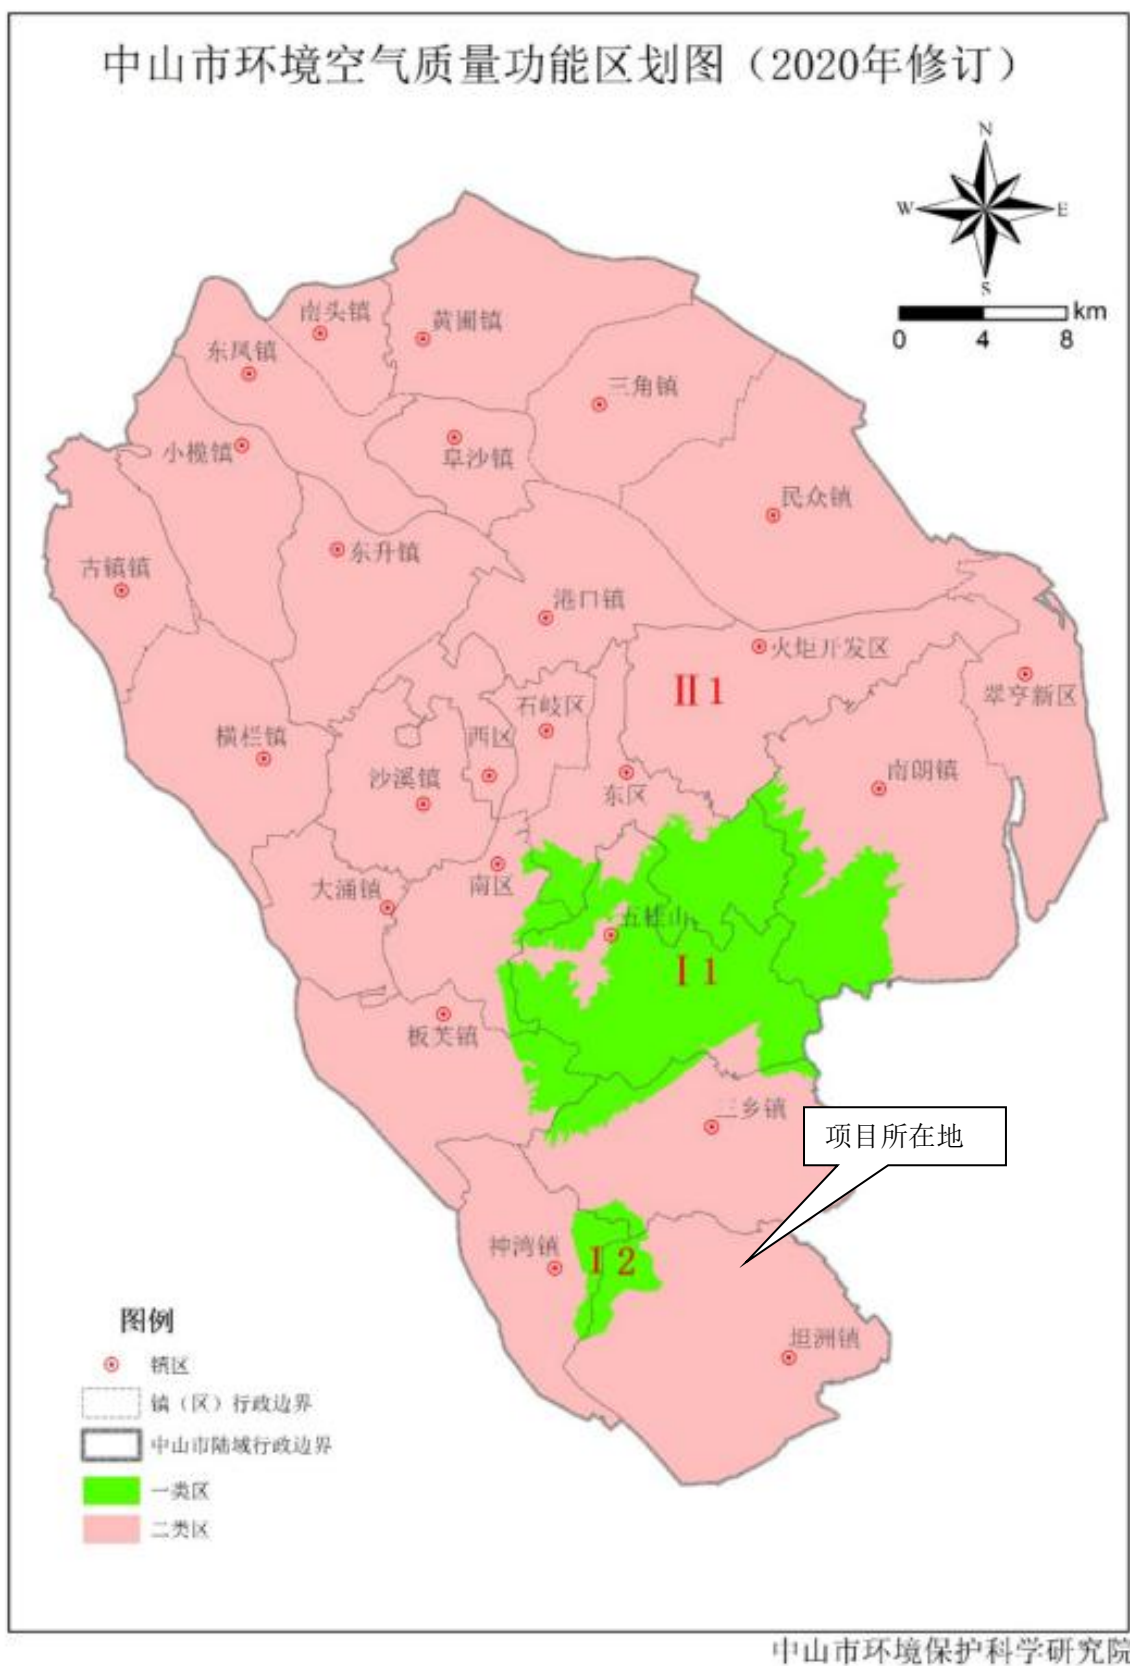 中山市环境空气质量功能区划图（2020年修订）
N
W
E
S
km
0 4 8
南头镇
黄圃镇
东凤镇
三角镇
小榄镇
阜沙镇
民众镇
东升镇
古镇镇
港口镇
火炬开发区
翠亨新区
Ⅱ1
石岐区
横栏镇
西区
沙溪镇
东区
南朗镇
大涌镇
南区
五桂山
Ⅰ1
板芙镇
三乡镇
项目所在地
神湾镇
Ⅰ2
坦洲镇
图例
镇区
镇（区）行政边界
中山市陆域行政边界
一类区
二类区
中山市环境保护科学研究院